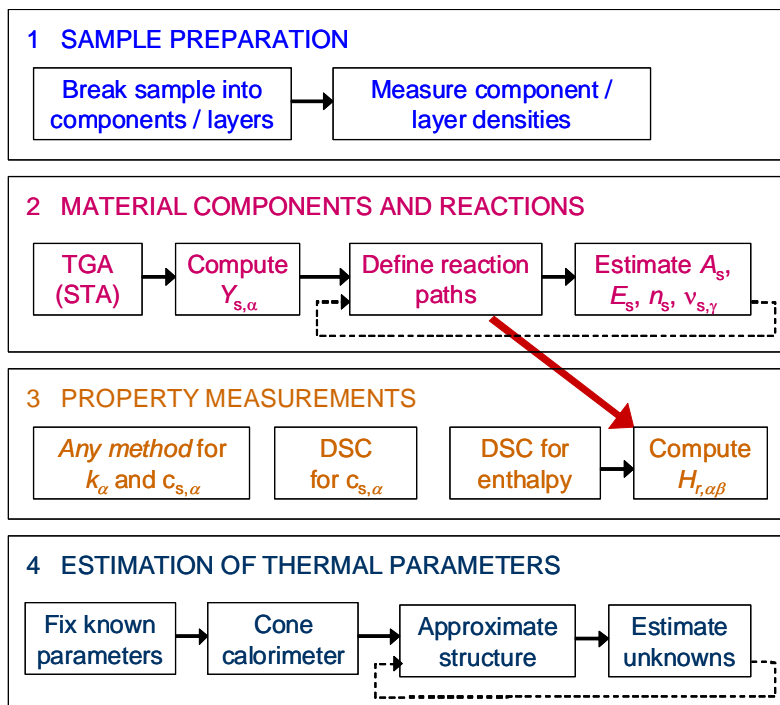 1 SAMPLE PREPARATION
Break sample into
components / layers
Measure component /
layer densities
2 MATERIAL COMPONENTS AND REACTIONS
TGA
(STA)
Compute
Yₛ,α
Define reaction
paths
Estimate Aₛ,
Eₛ, nₛ, νₛ,ᵧ
3 PROPERTY MEASUREMENTS
Any method for
kα and cₛ,α
DSC
for cₛ,α
DSC for
enthalpy
Compute
Hᵣ,αβ
4 ESTIMATION OF THERMAL PARAMETERS
Fix known
parameters
Cone
calorimeter
Approximate
structure
Estimate
unknowns